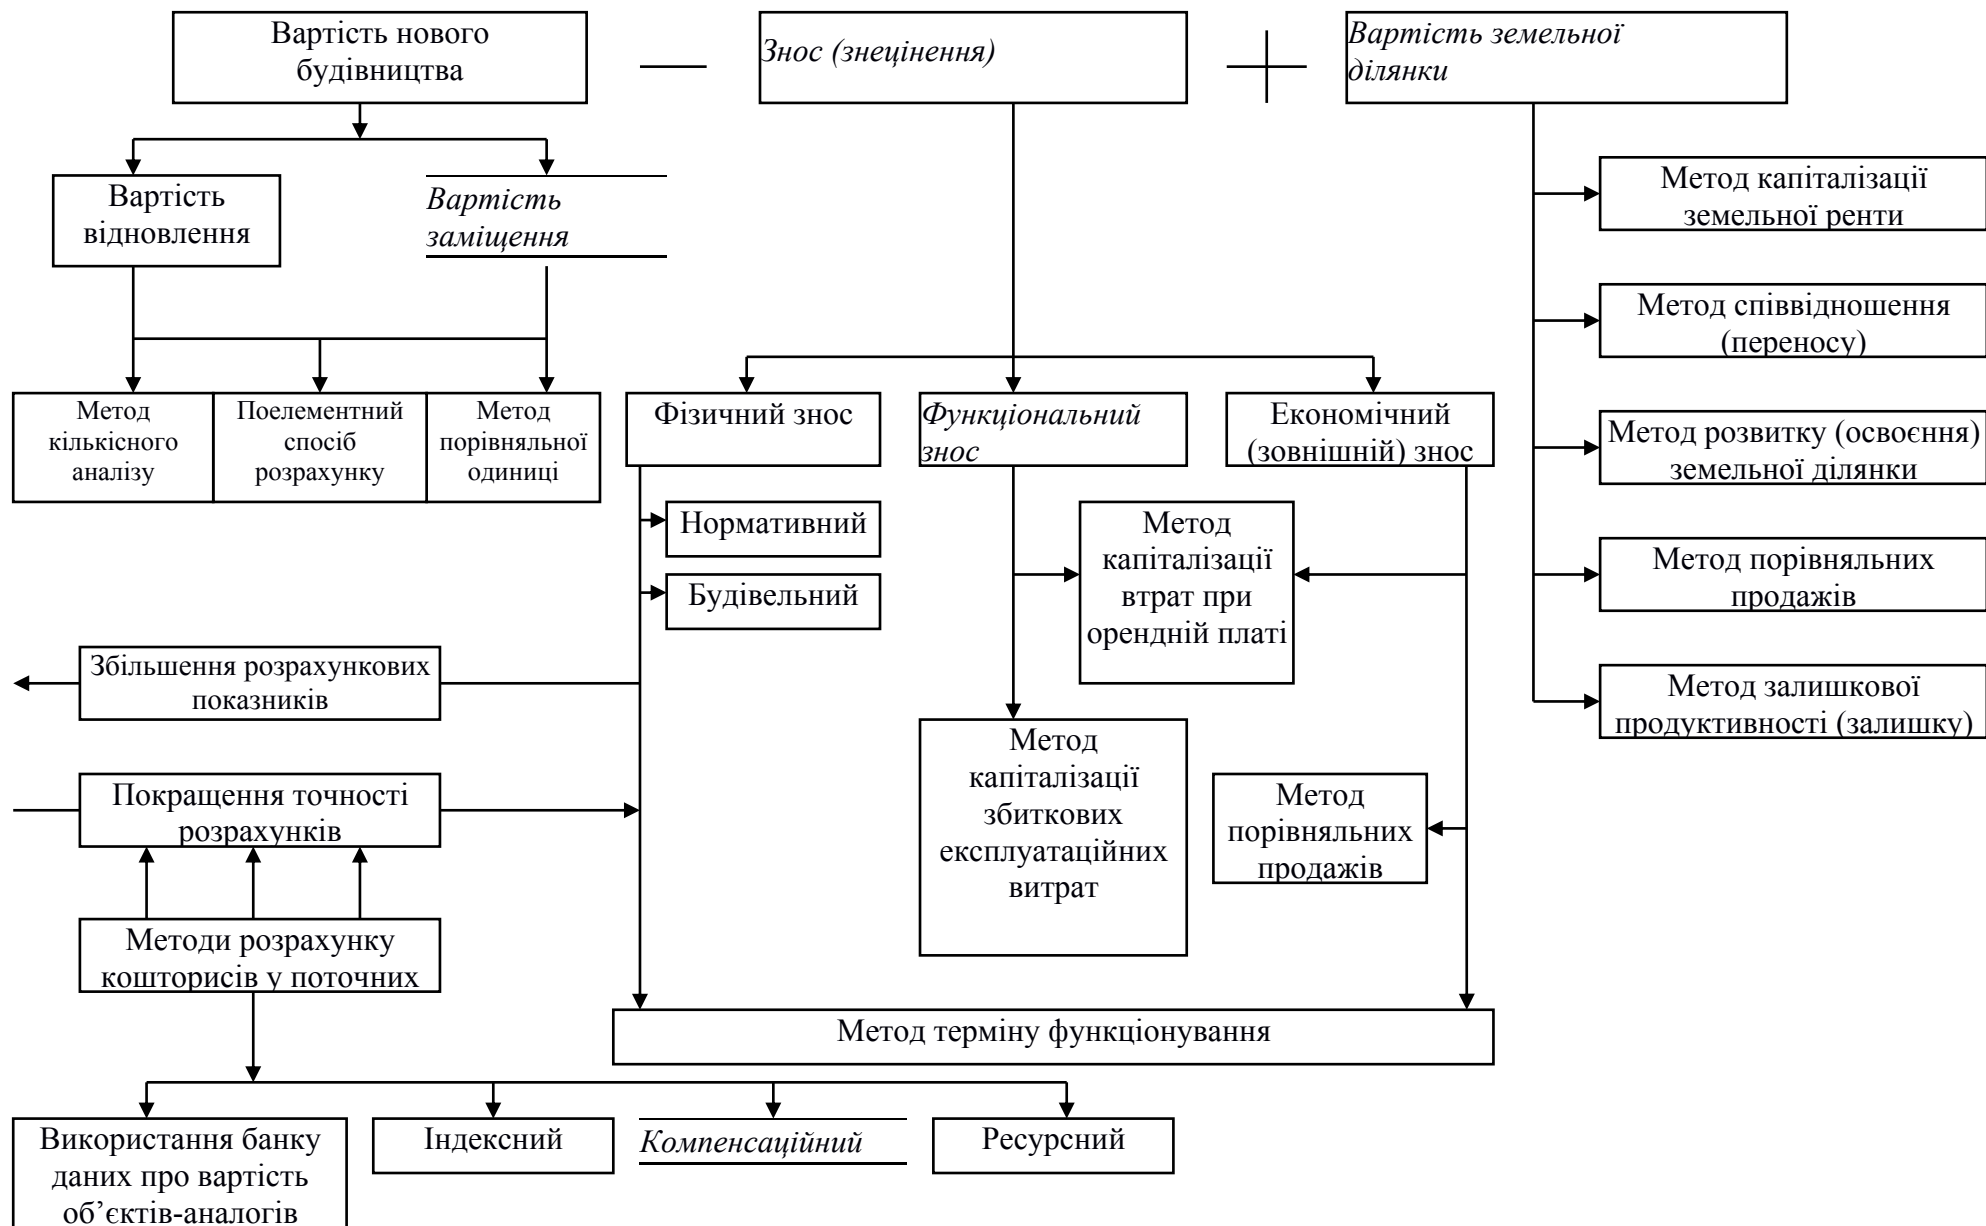 Вартість нового
будівництва
Знос (знецінення)
Вартість земельної
ділянки
Вартість
відновлення
Вартість
заміщення
Метод капіталізації
земельної ренти
Метод співвідношення
(переносу)
Метод розвитку (освоєння)
земельної ділянки
Метод порівняльних
продажів
Метод залишкової
продуктивності (залишку)
Метод
кількісного
аналізу
Поелементний
спосіб
розрахунку
Метод
порівняльної
одиниці
Фізичний знос
Функціональний
знос
Економічний
(зовнішній) знос
Нормативний
Будівельний
Метод
капіталізації
втрат при
орендній платі
Збільшення розрахункових
показників
Метод
капіталізації
збиткових
експлуатаційних
витрат
Метод
порівняльних
продажів
Покращення точності
розрахунків
Методи розрахунку
кошторисів у поточних
Метод терміну функціонування
Використання банку
даних про вартість
об’єктів-аналогів
Індексний
Компенсаційний
Ресурсний